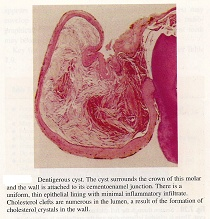 Dentigerous cyst. The cyst surrounds the crown of this molar
and the wall is attached to its cementoenamel junction. There is a
uniform, thin epithelial lining with minimal inflammatory infiltrate.
Cholesterol clefts are numerous in the lumen, a result of the formation of
cholesterol crystals in the wall.